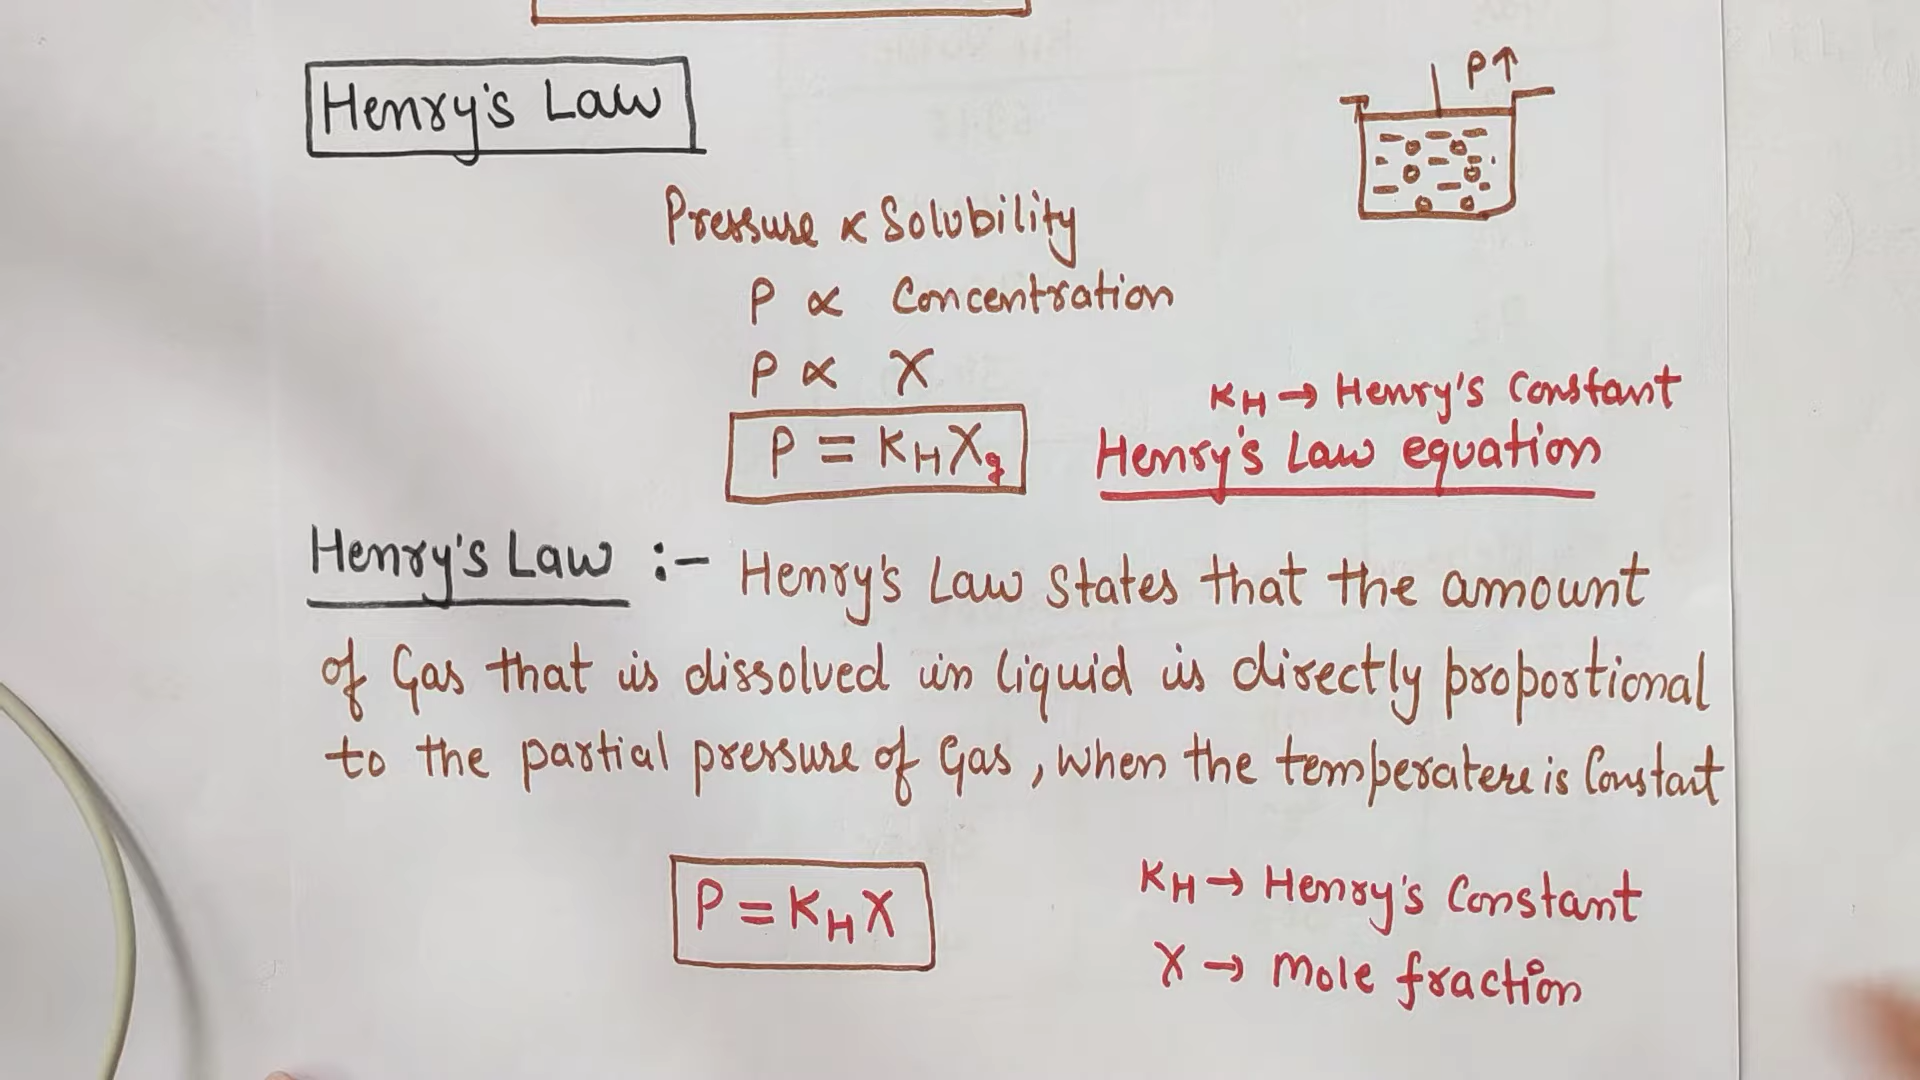 Henry's Law
P↑
Pressure ∝ Solubility
P ∝ Concentration
P ∝ X
KH → Henry's Constant
P = KHXg
Henry's Law equation
Henry's Law :- Henry's Law States that the amount
of Gas that is dissolved in liquid is directly proportional
to the partial pressure of Gas, when the temperatere is Constant
P = KHX
KH → Henry's Constant
X → Mole fraction